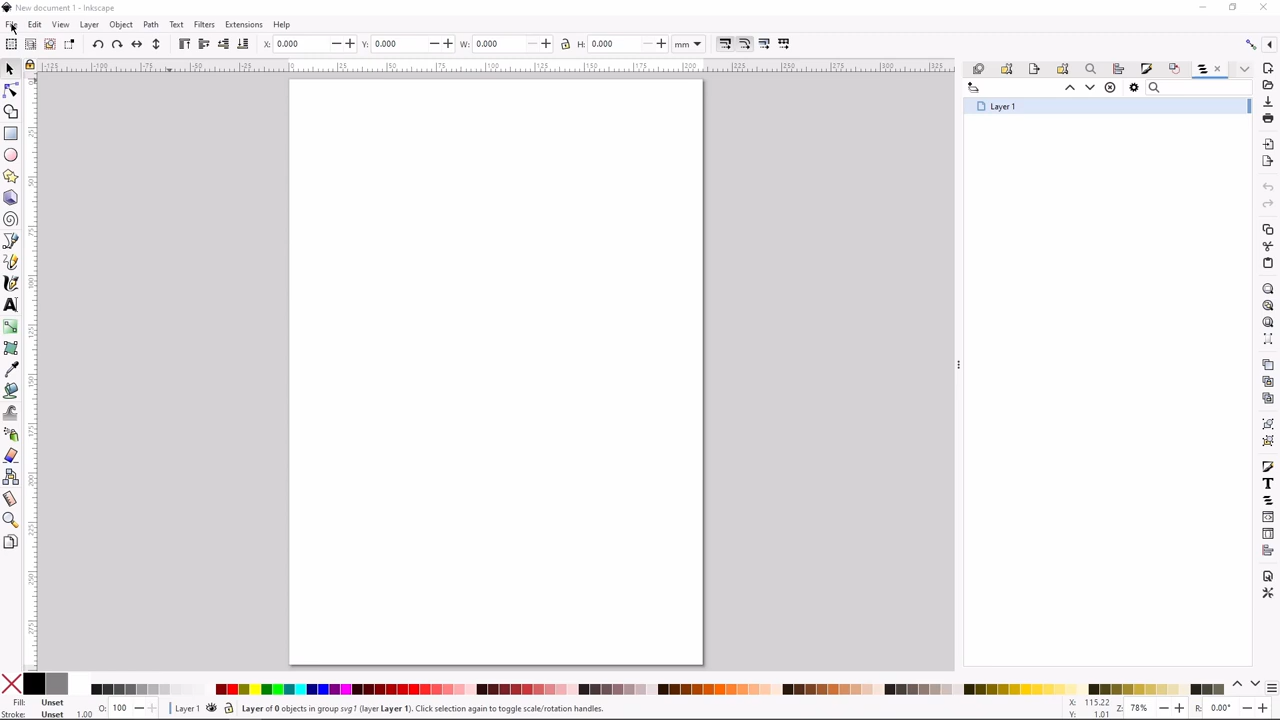 New document 1 - Inkscape
File Edit View Layer Object Path Text Filters Extensions Help
X: 0.000 Y: 0.000 W: 0.000 H: 0.000 mm
Layer 1
Fill: Unset O: 100 Layer 1 Layer of 0 objects in group svg1 (layer Layer 1). Click selection again to toggle scale/rotation handles. X: 115.22 Z: 78% R: 0.00°
Stroke: Unset 1.00 Y: 1.01